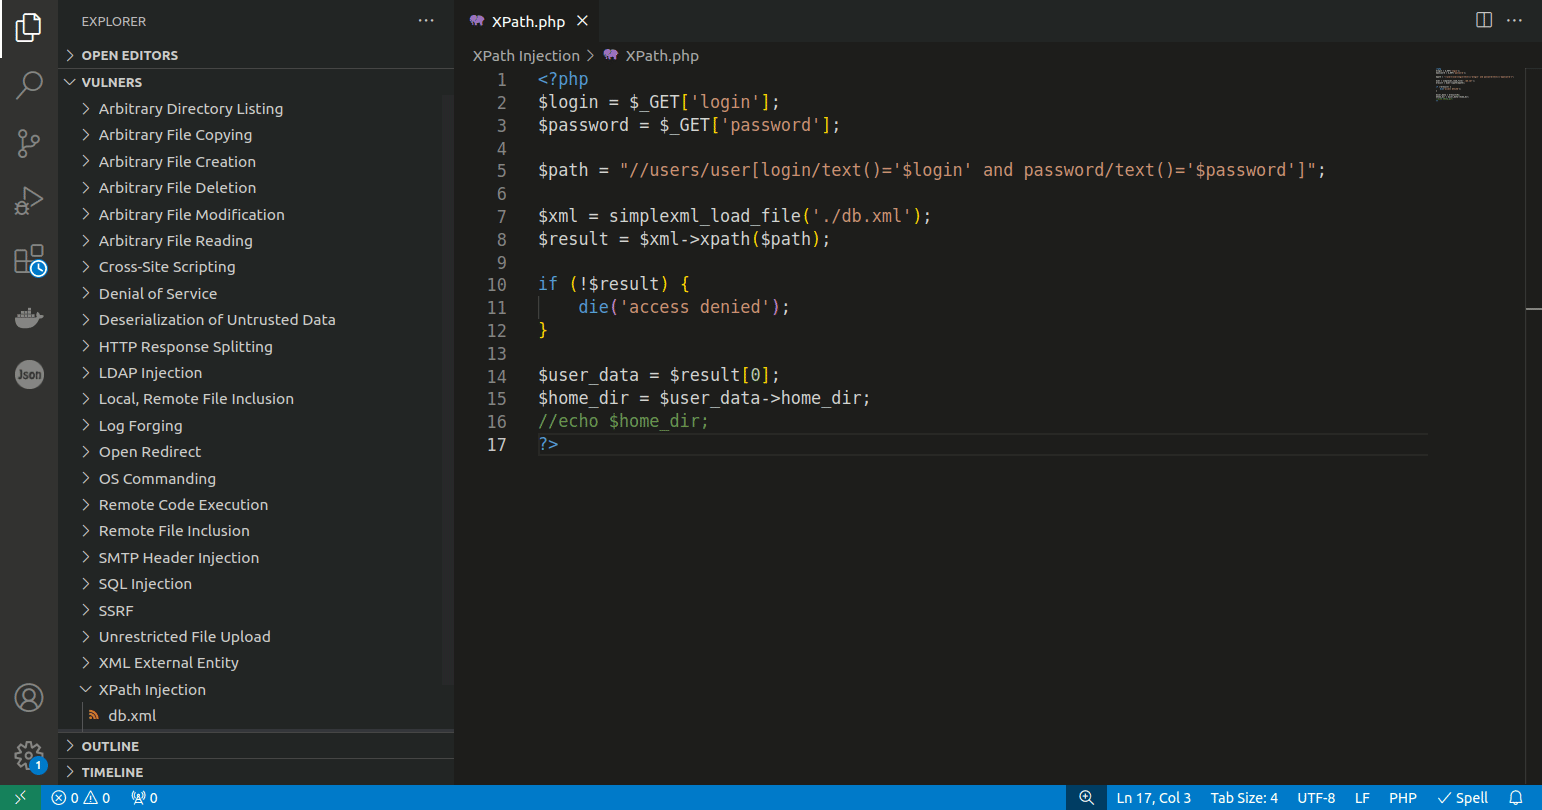 EXPLORER
OPEN EDITORS
VULNERS
Arbitrary Directory Listing
Arbitrary File Copying
Arbitrary File Creation
Arbitrary File Deletion
Arbitrary File Modification
Arbitrary File Reading
Cross-Site Scripting
Denial of Service
Deserialization of Untrusted Data
HTTP Response Splitting
LDAP Injection
Local, Remote File Inclusion
Log Forging
Open Redirect
OS Commanding
Remote Code Execution
Remote File Inclusion
SMTP Header Injection
SQL Injection
SSRF
Unrestricted File Upload
XML External Entity
XPath Injection
db.xml
OUTLINE
TIMELINE
Json
1
XPath.php
XPath Injection > XPath.php
1 <?php
2 $login = $_GET['login'];
3 $password = $_GET['password'];
4
5 $path = "//users/user[login/text()='$login' and password/text()='$password']";
6
7 $xml = simplexml_load_file('./db.xml');
8 $result = $xml->xpath($path);
9
10 if (!$result) {
11     die('access denied');
12 }
13
14 $user_data = $result[0];
15 $home_dir = $user_data->home_dir;
16 //echo $home_dir;
17 ?>
0 0 0 Ln 17, Col 3 Tab Size: 4 UTF-8 LF PHP Spell